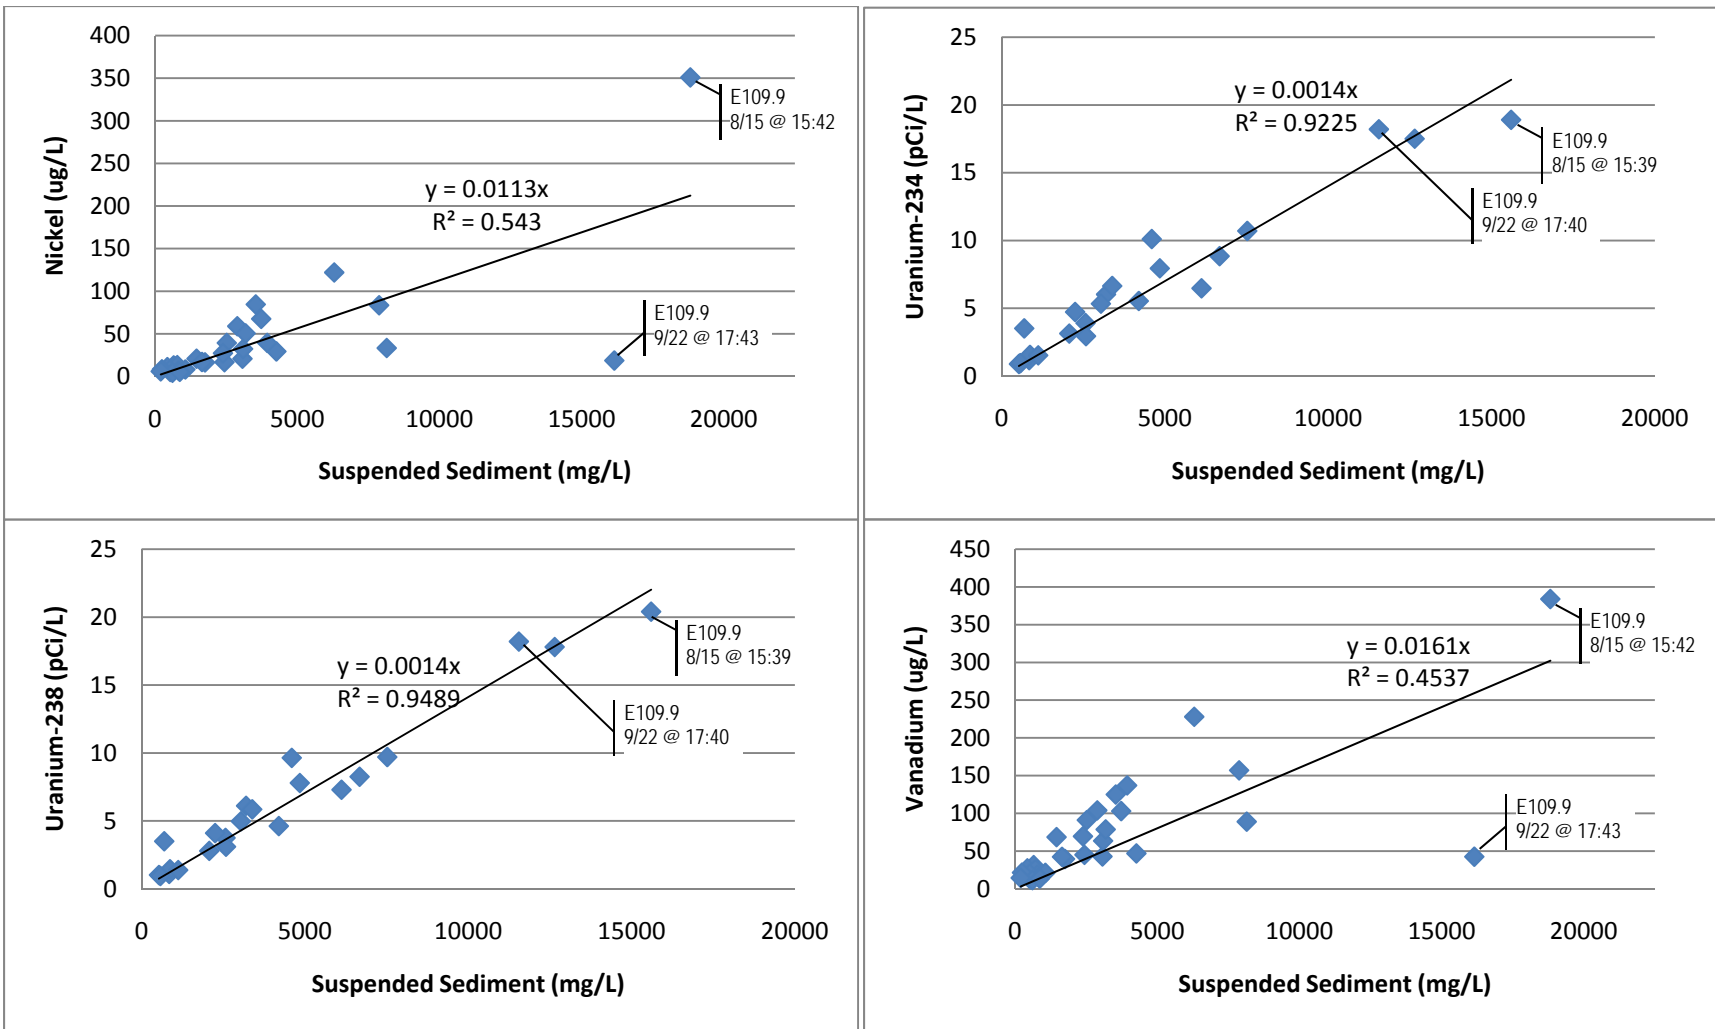 400
350
300
250
200
150
100
50
0
Nickel (ug/L)
y = 0.0113x
R² = 0.543
E109.9
8/15 @ 15:42
E109.9
9/22 @ 17:43
0 5000 10000 15000 20000
Suspended Sediment (mg/L)
25
20
15
10
5
0
Uranium-234 (pCi/L)
y = 0.0014x
R² = 0.9225
E109.9
8/15 @ 15:39
E109.9
9/22 @ 17:40
0 5000 10000 15000 20000
Suspended Sediment (mg/L)
25
20
15
10
5
0
Uranium-238 (pCi/L)
y = 0.0014x
R² = 0.9489
E109.9
8/15 @ 15:39
E109.9
9/22 @ 17:40
0 5000 10000 15000 20000
Suspended Sediment (mg/L)
450
400
350
300
250
200
150
100
50
0
Vanadium (ug/L)
y = 0.0161x
R² = 0.4537
E109.9
8/15 @ 15:42
E109.9
9/22 @ 17:43
0 5000 10000 15000 20000
Suspended Sediment (mg/L)